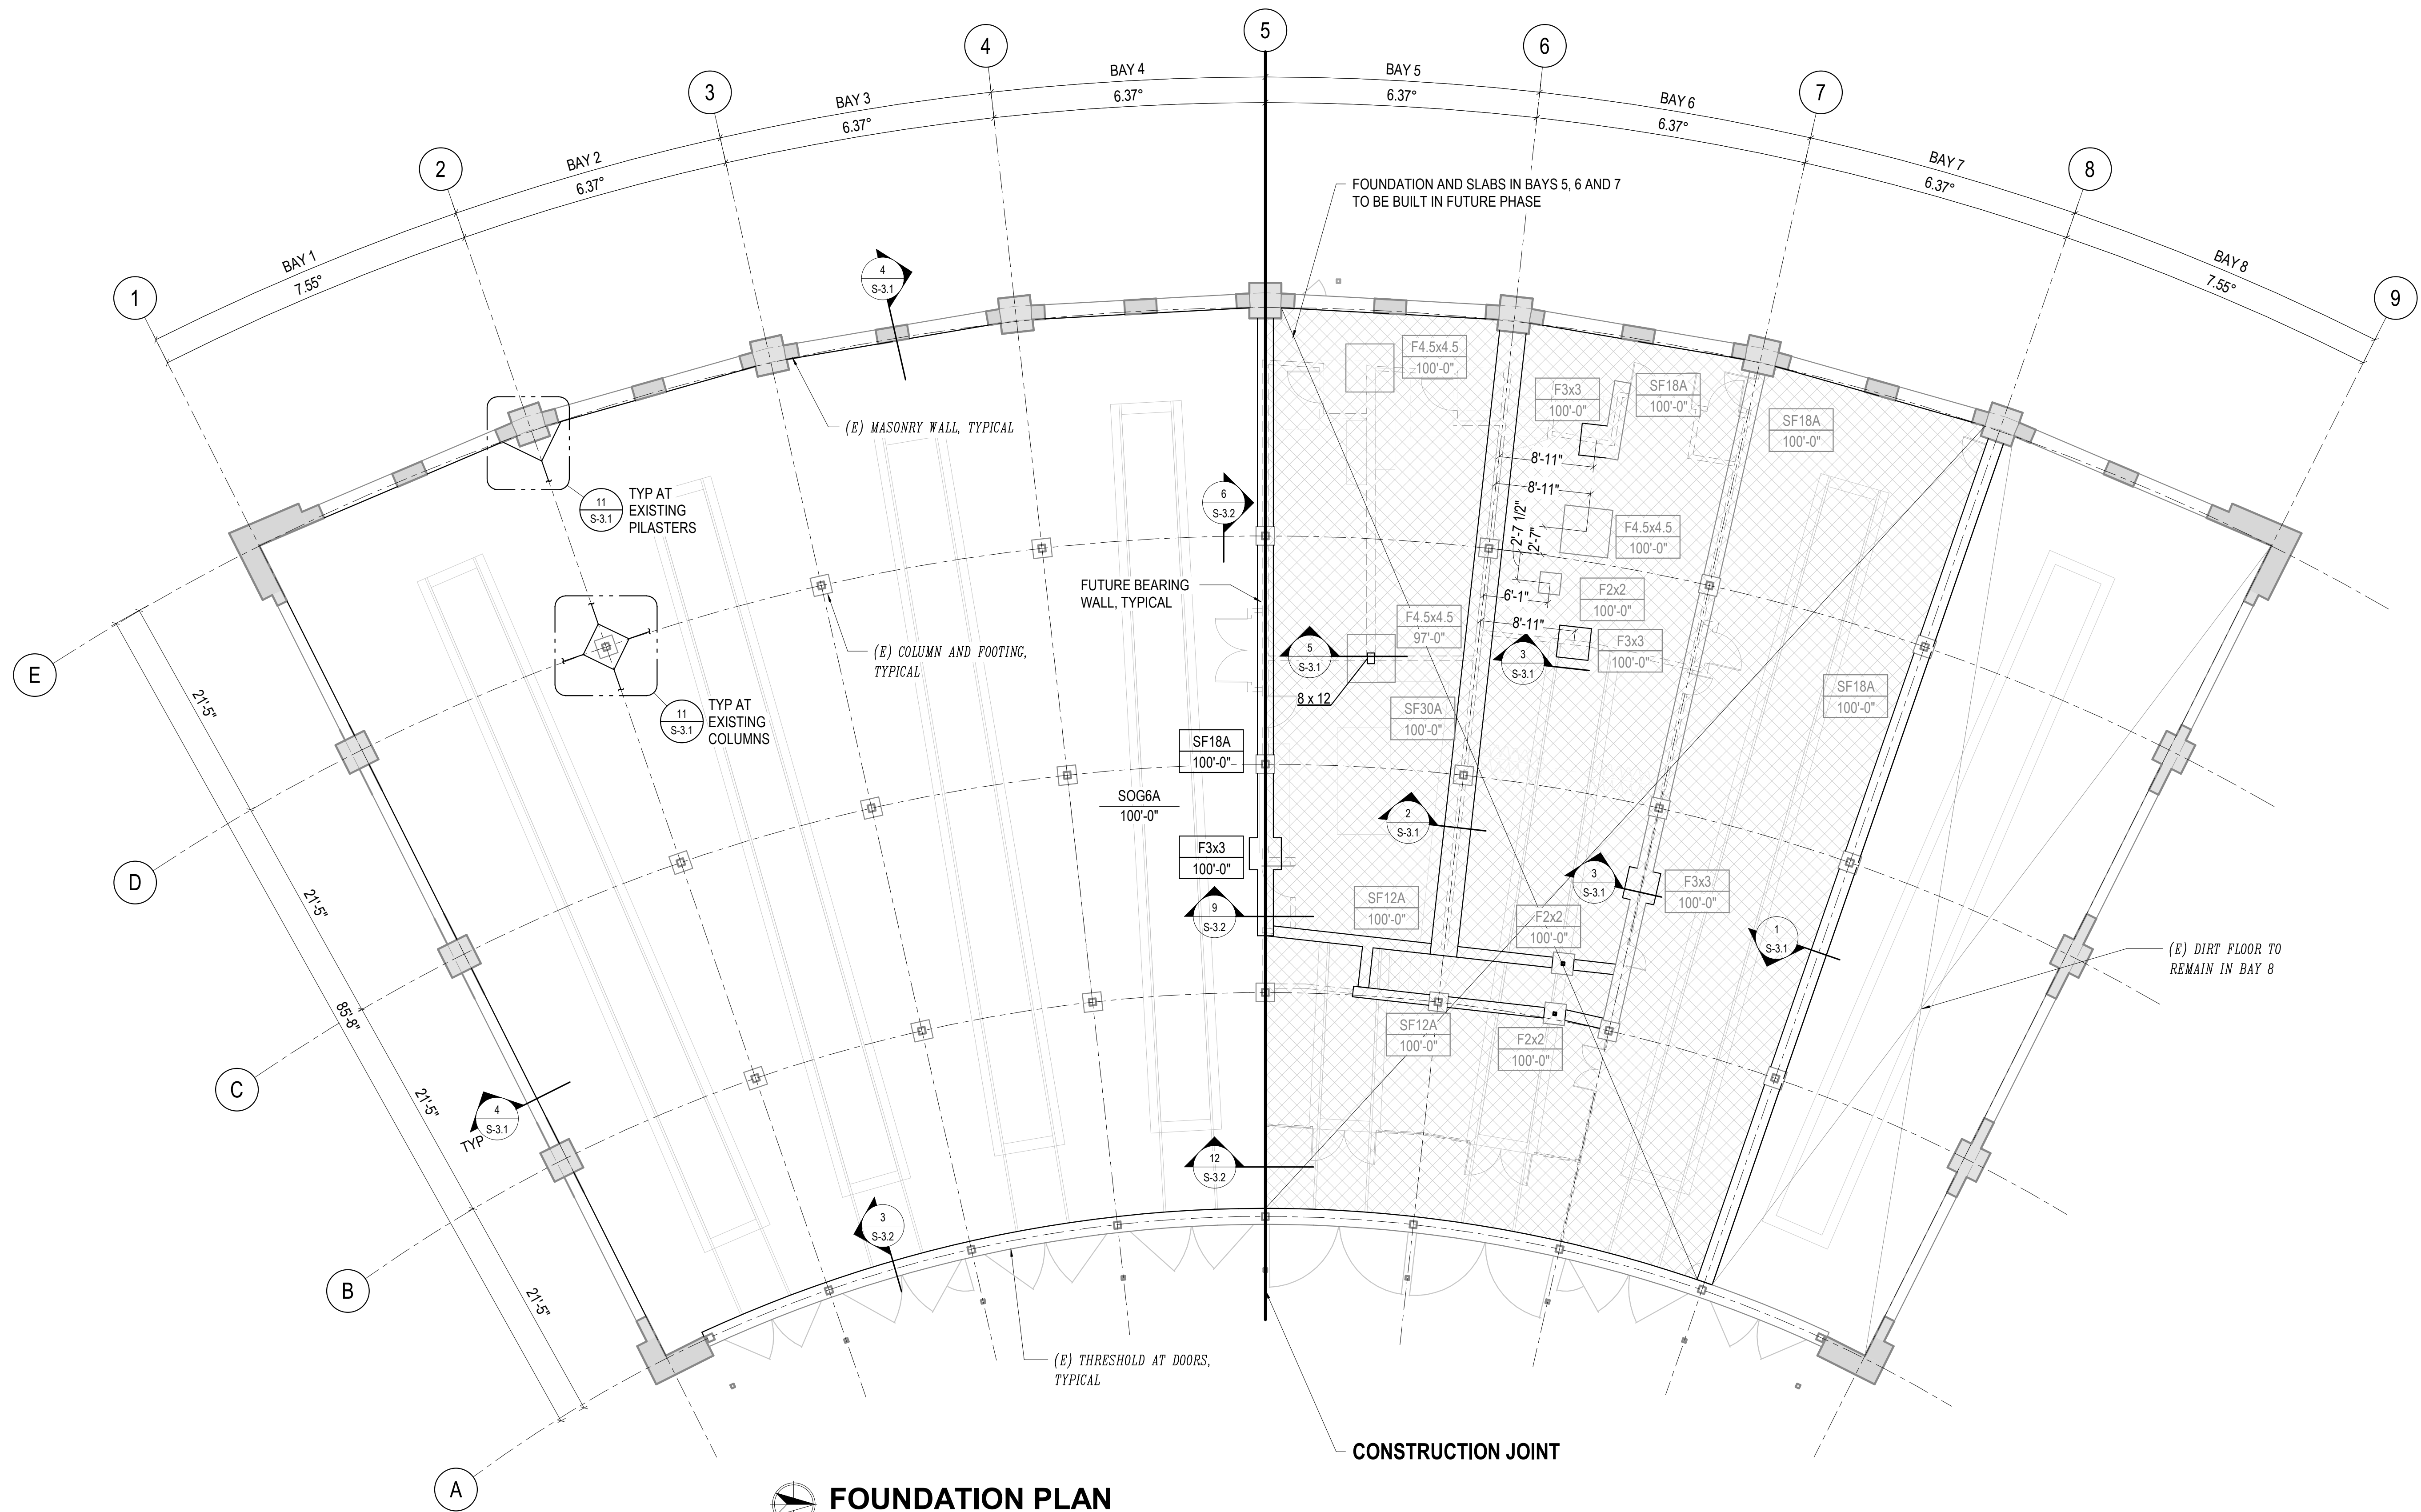 5
4
6
3
7
2
8
1
9
BAY 4
BAY 5
BAY 3
BAY 6
BAY 2
BAY 7
BAY 1
BAY 8
6.37°
6.37°
6.37°
6.37°
6.37°
6.37°
7.55°
7.55°
FOUNDATION AND SLABS IN BAYS 5, 6 AND 7
TO BE BUILT IN FUTURE PHASE
4
S-3.1
(E) MASONRY WALL, TYPICAL
F4.5x4.5
100'-0"
F3x3
100'-0"
SF18A
100'-0"
SF18A
100'-0"
8'-11"
8'-11"
2'-7 1/2"
2'-7"
F4.5x4.5
100'-0"
11
S-3.1
TYP AT
EXISTING
PILASTERS
6
S-3.2
FUTURE BEARING
WALL, TYPICAL
F2x2
100'-0"
6'-1"
F4.5x4.5
97'-0"
8'-11"
F3x3
100'-0"
5
S-3.1
3
S-3.1
(E) COLUMN AND FOOTING,
TYPICAL
8 x 12
SF30A
100'-0"
SF18A
100'-0"
11
S-3.1
TYP AT
EXISTING
COLUMNS
SF18A
100'-0"
SOG6A
100'-0"
2
S-3.1
F3x3
100'-0"
3
S-3.1
F3x3
100'-0"
SF12A
100'-0"
F2x2
100'-0"
9
S-3.2
1
S-3.1
(E) DIRT FLOOR TO
REMAIN IN BAY 8
SF12A
100'-0"
F2x2
100'-0"
E
D
C
B
A
21'-5"
21'-5"
21'-5"
21'-5"
85'-8"
4
S-3.1
TYP
12
S-3.2
3
S-3.2
(E) THRESHOLD AT DOORS,
TYPICAL
CONSTRUCTION JOINT
FOUNDATION PLAN